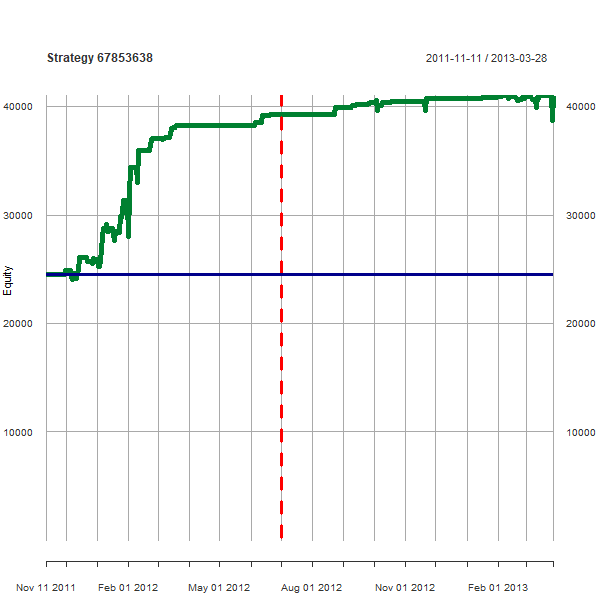 Strategy 67853638
2011-11-11 / 2013-03-28
40000
40000
30000
30000
Equity
20000
20000
10000
10000
Nov 11 2011
Feb 01 2012
May 01 2012
Aug 01 2012
Nov 01 2012
Feb 01 2013